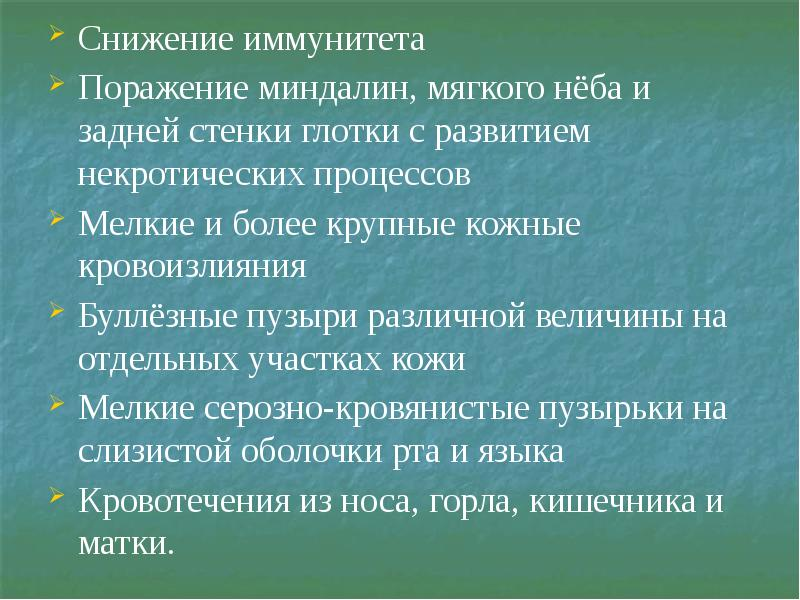 Снижение иммунитета
Поражение миндалин, мягкого нёба и
задней стенки глотки с развитием
некротических процессов
Мелкие и более крупные кожные
кровоизлияния
Буллёзные пузыри различной величины на
отдельных участках кожи
Мелкие серозно-кровянистые пузырьки на
слизистой оболочки рта и языка
Кровотечения из носа, горла, кишечника и
матки.